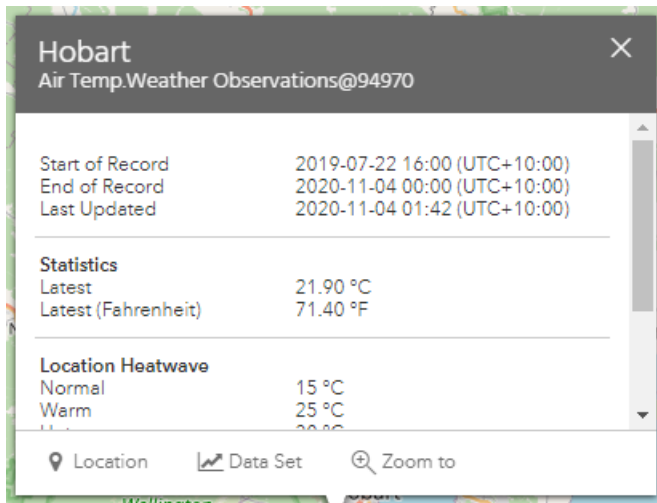 Hobart
Air Temp.Weather Observations@94970
Start of Record 2019-07-22 16:00 (UTC+10:00)
End of Record 2020-11-04 00:00 (UTC+10:00)
Last Updated 2020-11-04 01:42 (UTC+10:00)
Statistics
Latest 21.90 °C
Latest (Fahrenheit) 71.40 °F
Location Heatwave
Normal 15 °C
Warm 25 °C
Location Data Set Zoom to